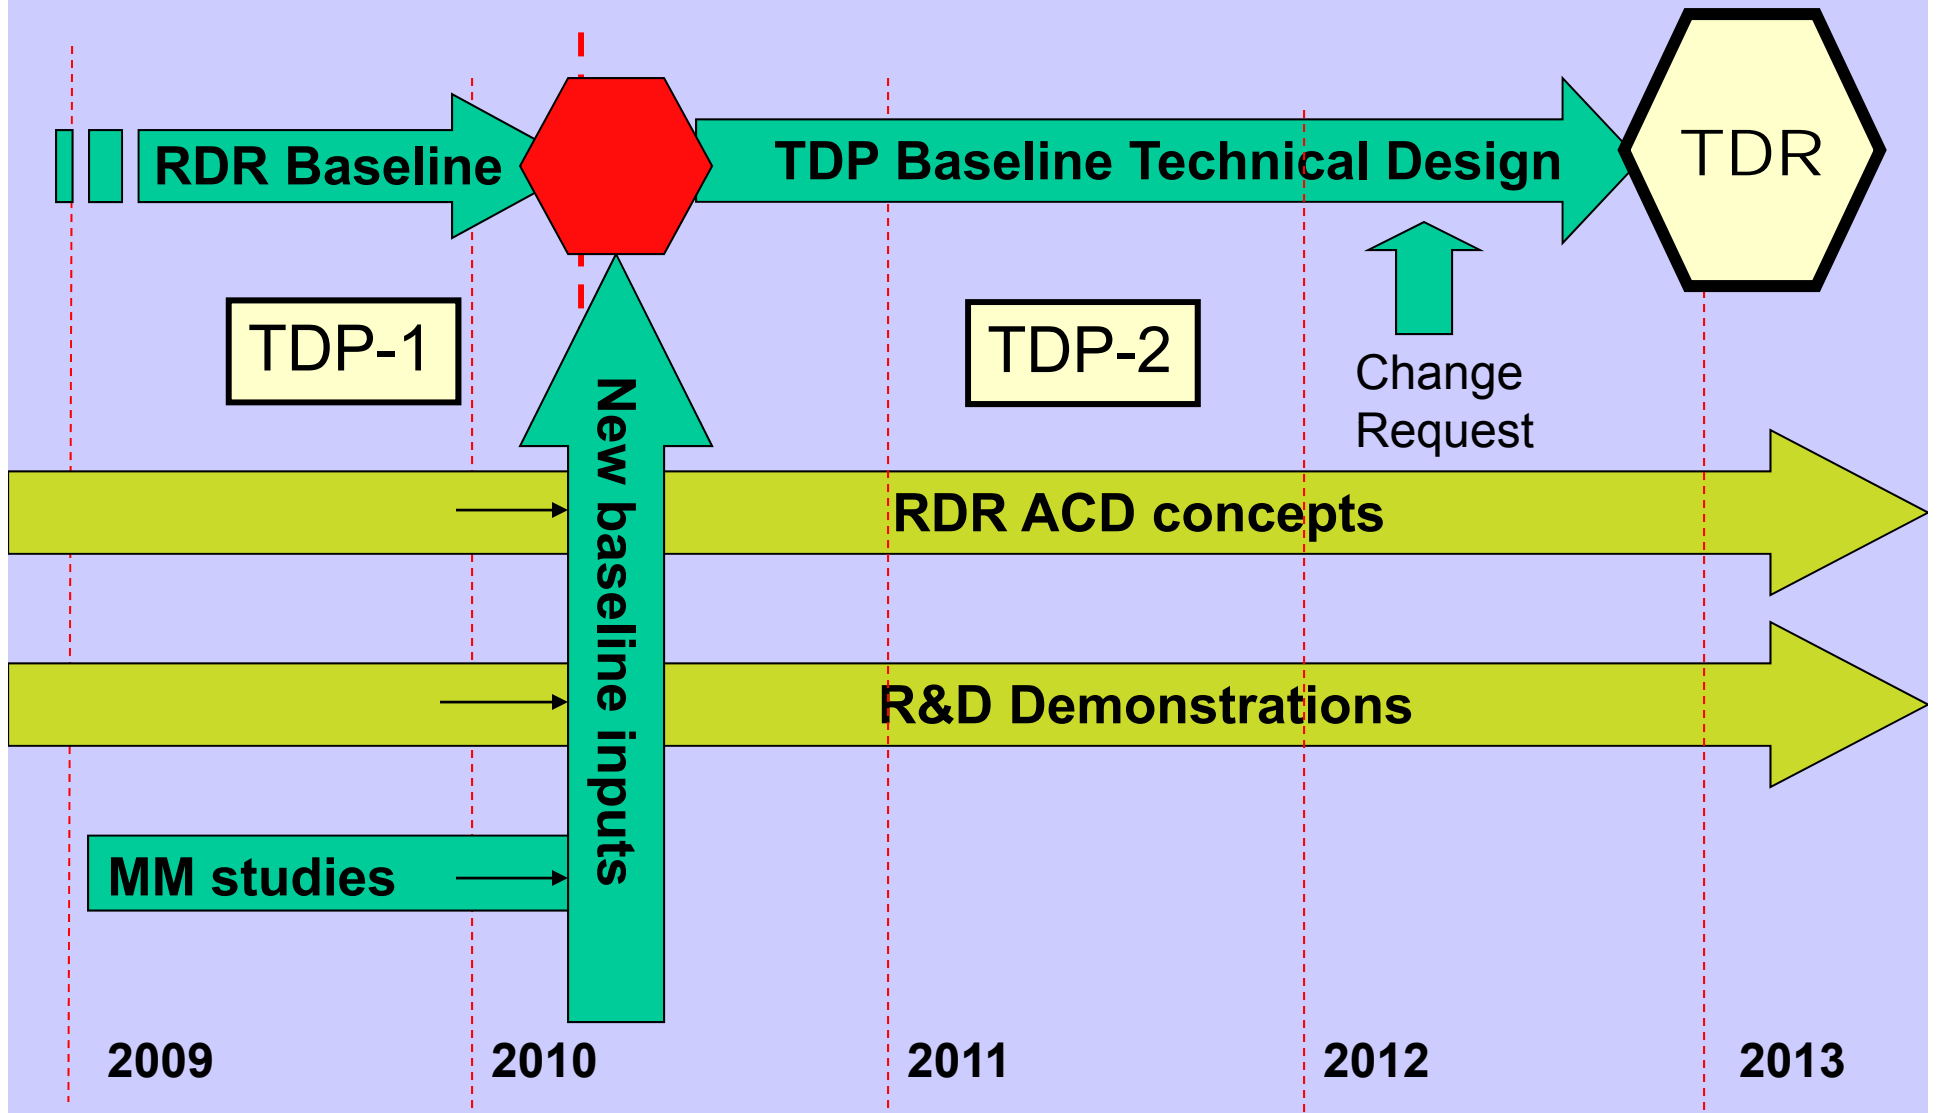 RDR Baseline
TDP Baseline Technical Design
TDR
TDP-1
TDP-2
Change
Request
New baseline inputs
RDR ACD concepts
R&D Demonstrations
MM studies
2009
2010
2011
2012
2013